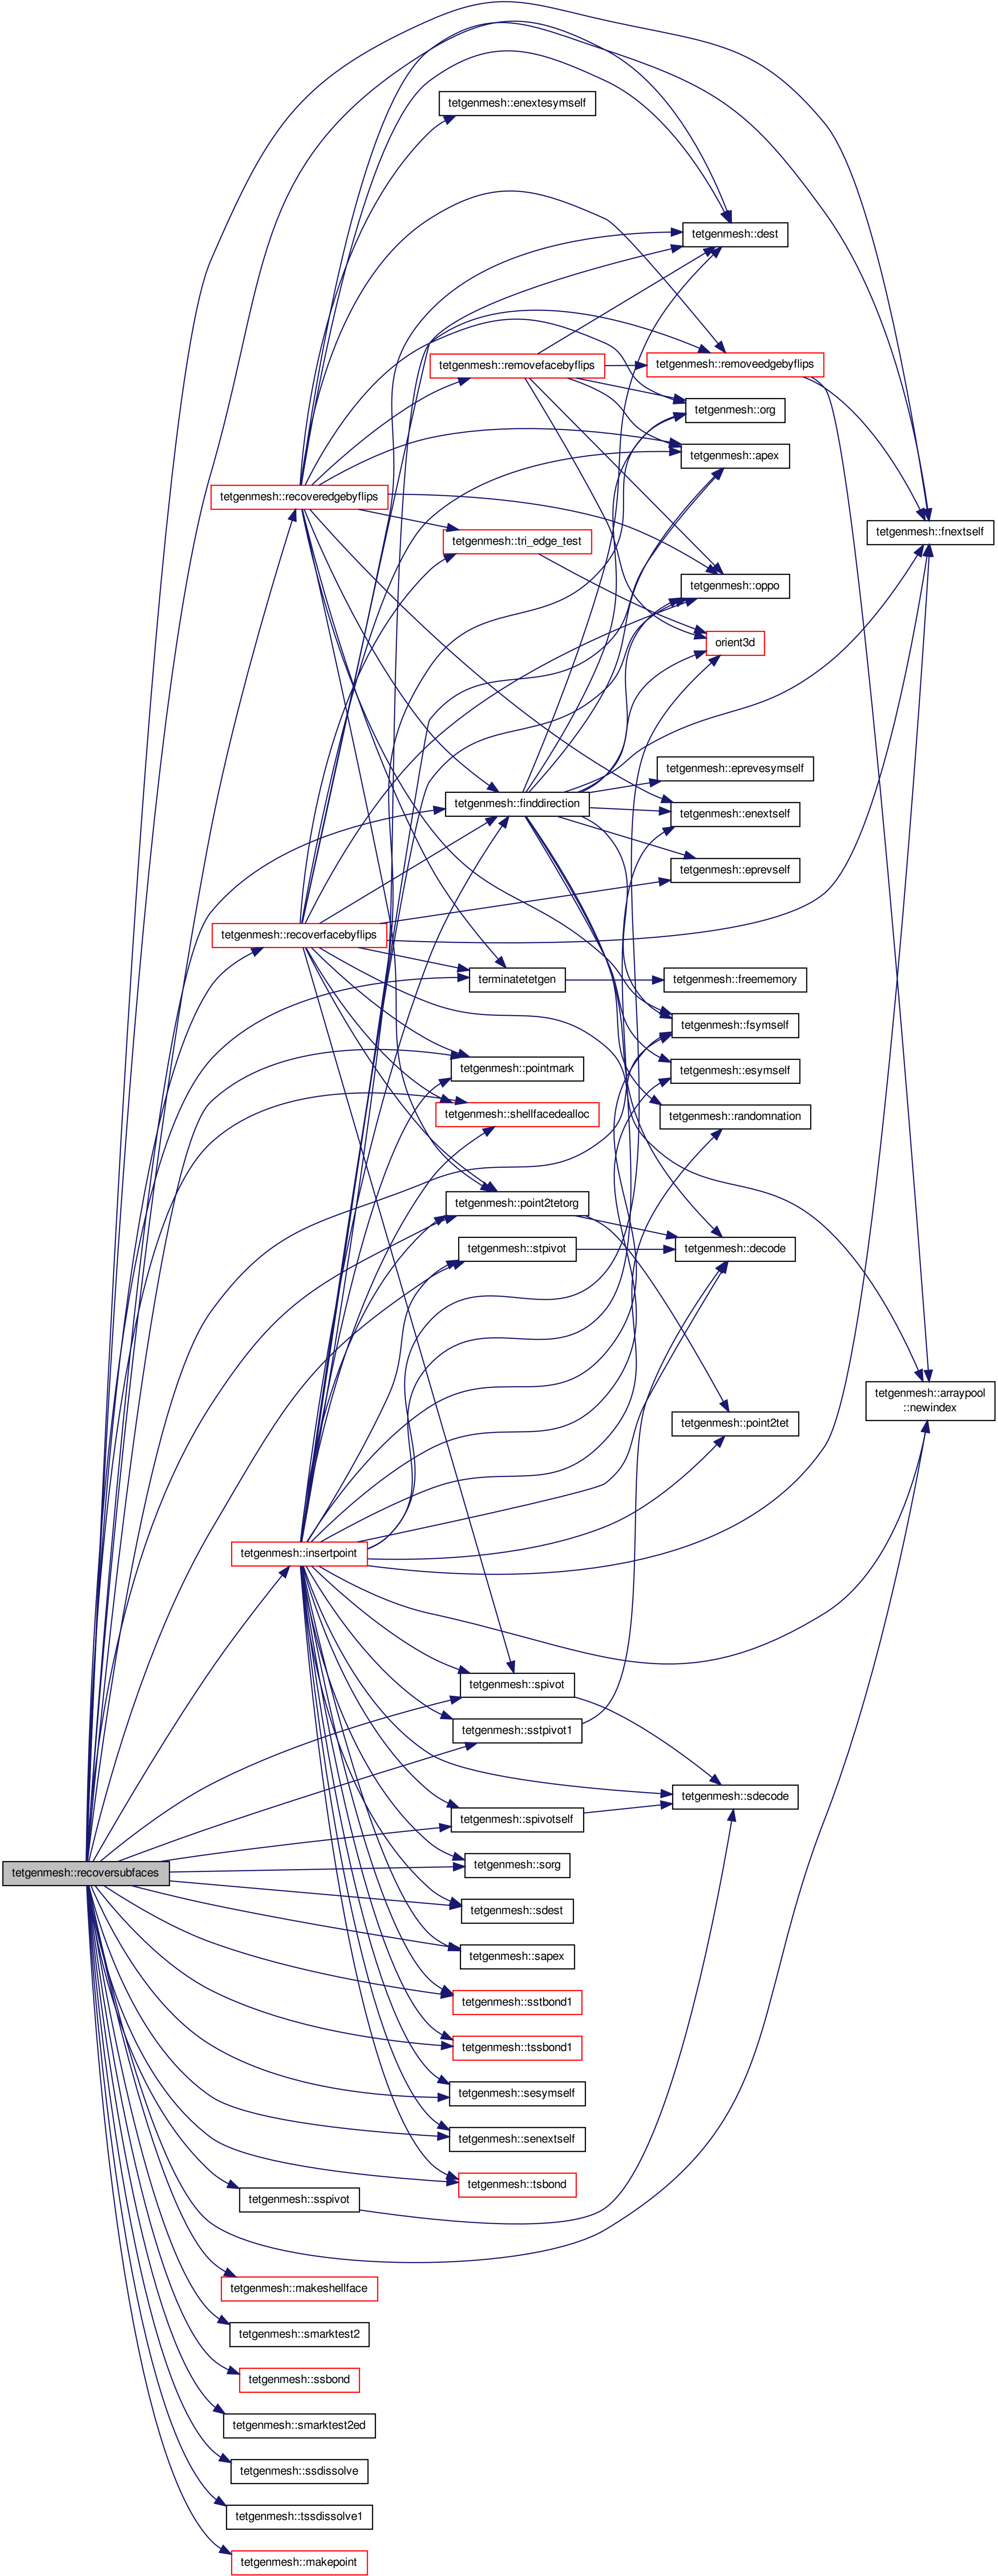 tetgenmesh::enextesymself
tetgenmesh::dest
tetgenmesh::removefacebyflips
tetgenmesh::removeedgebyflips
tetgenmesh::org
tetgenmesh::apex
tetgenmesh::recoveredgebyflips
tetgenmesh::fnextself
tetgenmesh::tri_edge_test
tetgenmesh::oppo
orient3d
tetgenmesh::eprevesymself
tetgenmesh::finddirection
tetgenmesh::enextself
tetgenmesh::eprevself
tetgenmesh::recoverfacebyflips
terminatetetgen
tetgenmesh::freememory
tetgenmesh::fsymself
tetgenmesh::pointmark
tetgenmesh::esymself
tetgenmesh::shellfacedealloc
tetgenmesh::randomnation
tetgenmesh::point2tetorg
tetgenmesh::stpivot
tetgenmesh::decode
tetgenmesh::arraypool
::newindex
tetgenmesh::point2tet
tetgenmesh::insertpoint
tetgenmesh::spivot
tetgenmesh::sstpivot1
tetgenmesh::sdecode
tetgenmesh::spivotself
tetgenmesh::sorg
tetgenmesh::recoversubfaces
tetgenmesh::sdest
tetgenmesh::sapex
tetgenmesh::sstbond1
tetgenmesh::tssbond1
tetgenmesh::sesymself
tetgenmesh::senextself
tetgenmesh::tsbond
tetgenmesh::sspivot
tetgenmesh::makeshellface
tetgenmesh::smarktest2
tetgenmesh::ssbond
tetgenmesh::smarktest2ed
tetgenmesh::ssdissolve
tetgenmesh::tssdissolve1
tetgenmesh::makepoint